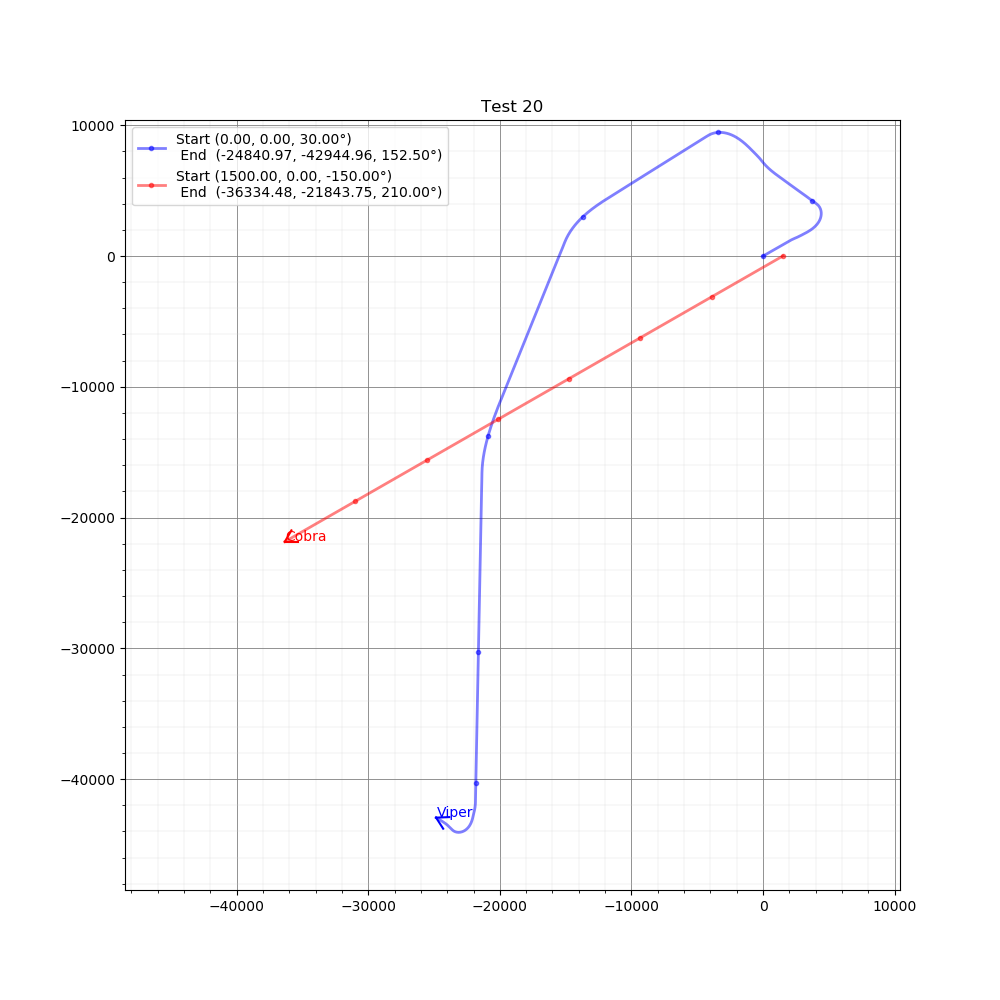 Test 20
Start (0.00, 0.00, 30.00°)
End (-24840.97, -42944.96, 152.50°)
Start (1500.00, 0.00, -150.00°)
End (-36334.48, -21843.75, 210.00°)
10000
0
−10000
−20000
−30000
−40000
Cobra
Viper
−40000
−30000
−20000
−10000
0
10000